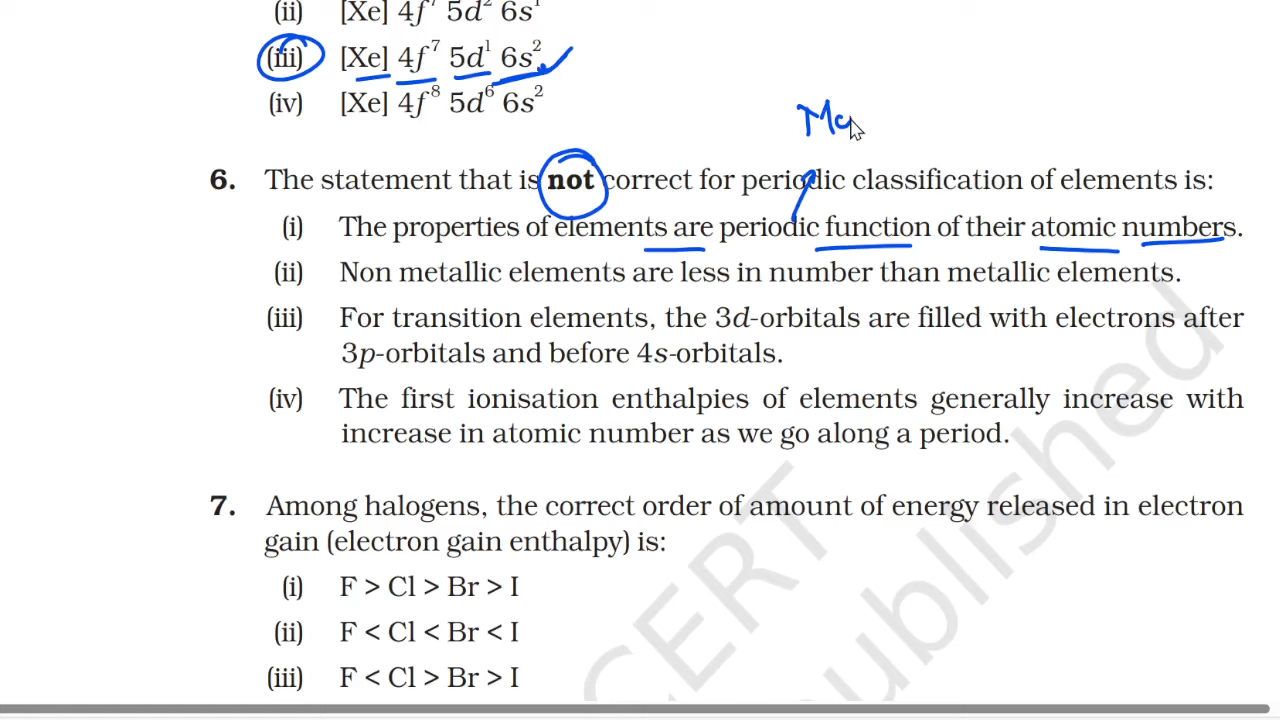 (ii) [Xe] 4f⁷ 5d² 6s¹
(iii) [Xe] 4f⁷ 5d¹ 6s²
(iv) [Xe] 4f⁸ 5d⁶ 6s²
6. The statement that is not correct for periodic classification of elements is:
(i) The properties of elements are periodic function of their atomic numbers.
(ii) Non metallic elements are less in number than metallic elements.
(iii) For transition elements, the 3d-orbitals are filled with electrons after
3p-orbitals and before 4s-orbitals.
(iv) The first ionisation enthalpies of elements generally increase with
increase in atomic number as we go along a period.
7. Among halogens, the correct order of amount of energy released in electron
gain (electron gain enthalpy) is:
(i) F > Cl > Br > I
(ii) F < Cl < Br < I
(iii) F < Cl > Br > I
CERT
published